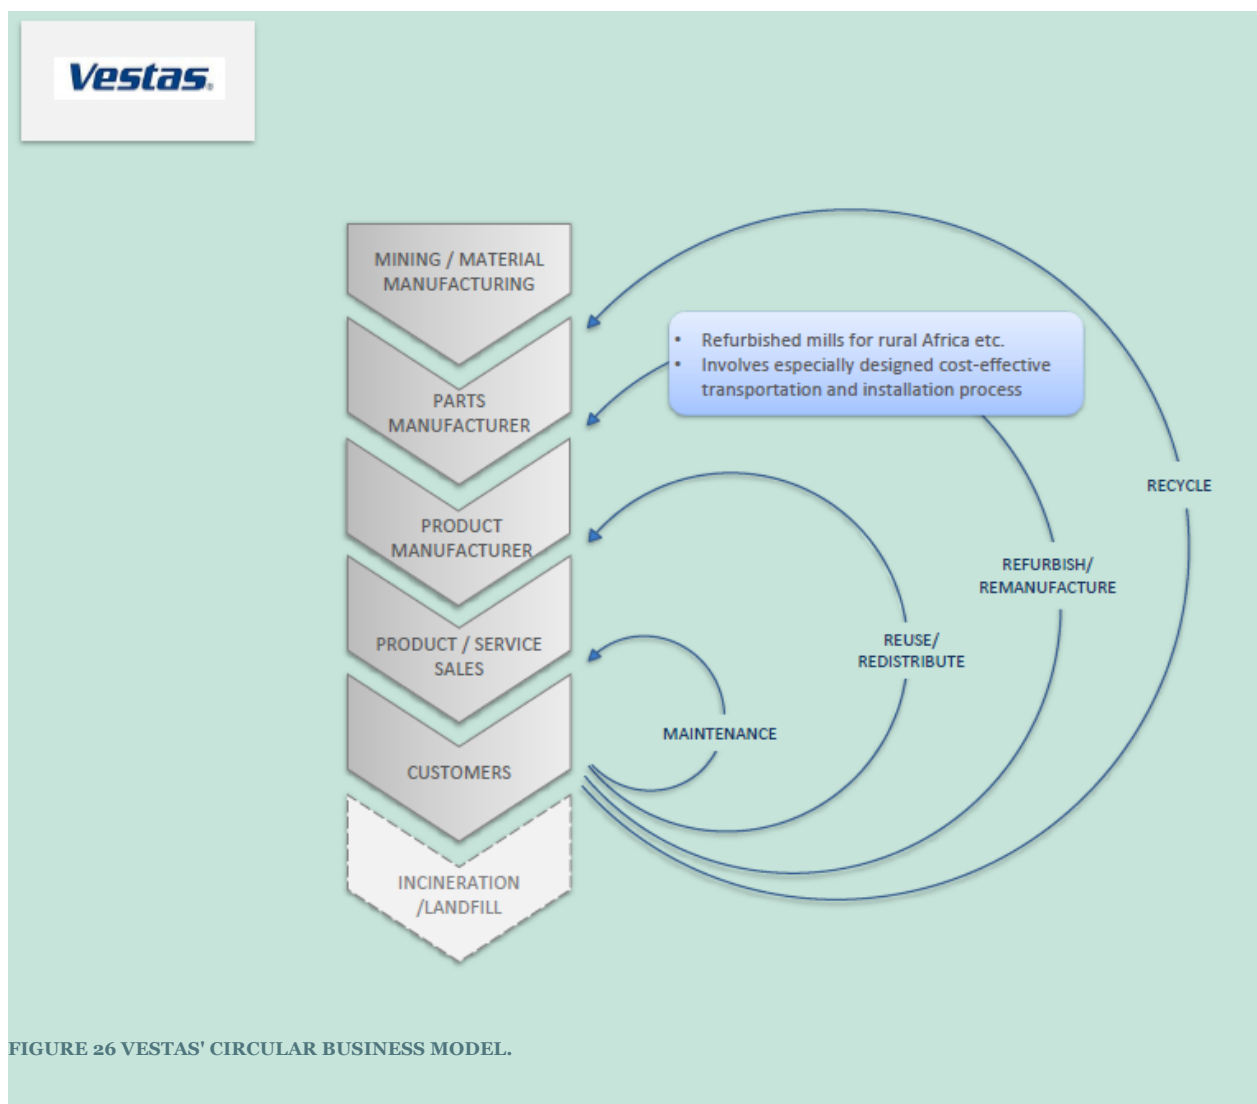 Vestas®
MINING / MATERIAL
MANUFACTURING
• Refurbished mills for rural Africa etc.
• Involves especially designed cost-effective
transportation and installation process
PARTS
MANUFACTURER
RECYCLE
PRODUCT
MANUFACTURER
REFURBISH/
REMANUFACTURE
PRODUCT / SERVICE
SALES
REUSE/
REDISTRIBUTE
MAINTENANCE
CUSTOMERS
INCINERATION
/LANDFILL
FIGURE 26 VESTAS' CIRCULAR BUSINESS MODEL.